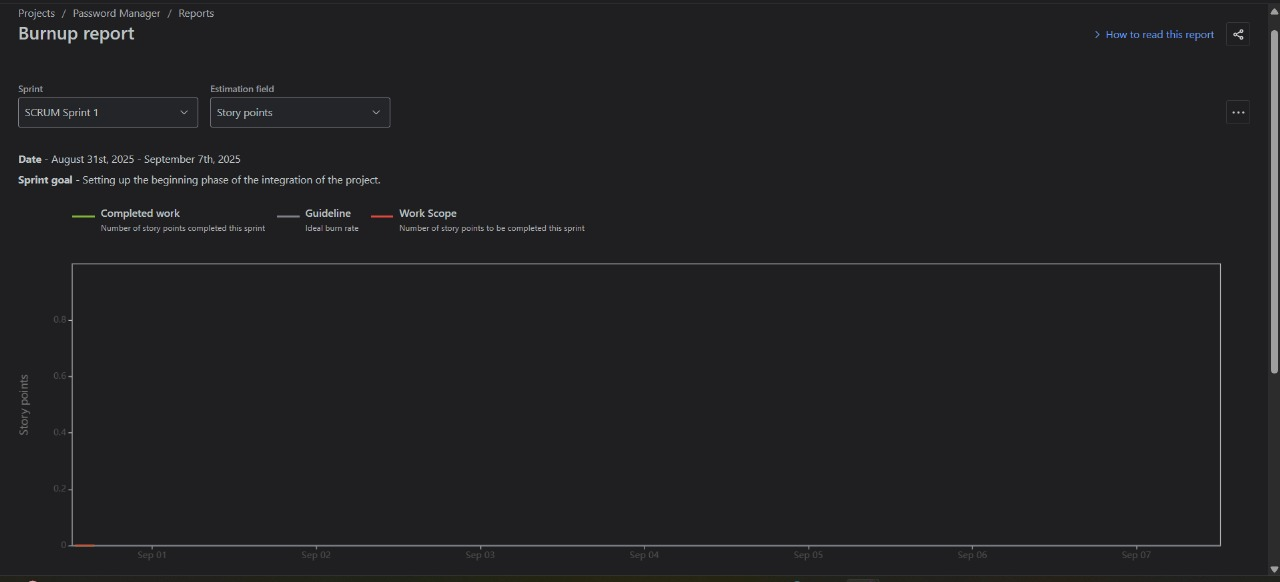 Projects / Password Manager / Reports
Burnup report
How to read this report
Sprint
Estimation field
SCRUM Sprint 1
Story points
Date - August 31st, 2025 - September 7th, 2025
Sprint goal - Setting up the beginning phase of the integration of the project.
Completed work
Number of story points completed this sprint
Guideline
Ideal burn rate
Work Scope
Number of story points to be completed this sprint
Story points
0.8
0.6
0.4
0.2
0
Sep 01 Sep 02 Sep 03 Sep 04 Sep 05 Sep 06 Sep 07